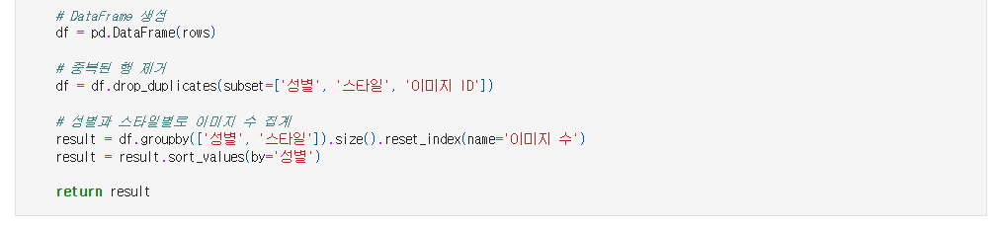 # DataFrame 생성
df = pd.DataFrame(rows)
# 중복된 행 제거
df = df.drop_duplicates(subset=['성별', '스타일', '이미지 ID'])
# 성별과 스타일별로 이미지 수 집계
result = df.groupby(['성별', '스타일']).size().reset_index(name='이미지 수')
result = result.sort_values(by='성별')
return result